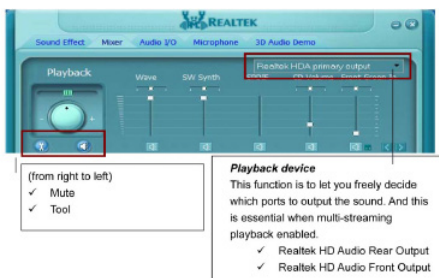 REALTEK
Sound Effect Mixer Audio I/O Microphone 3D Audio Demo
Realtek HDA primary output
Playback
Wave SW Synth CD Volume
(from right to left)
✓ Mute
✓ Tool
Playback device
This function is to let you freely decide
which ports to output the sound. And this
is essential when multi-streaming
playback enabled.
✓ Realtek HD Audio Rear Output
✓ Realtek HD Audio Front Output